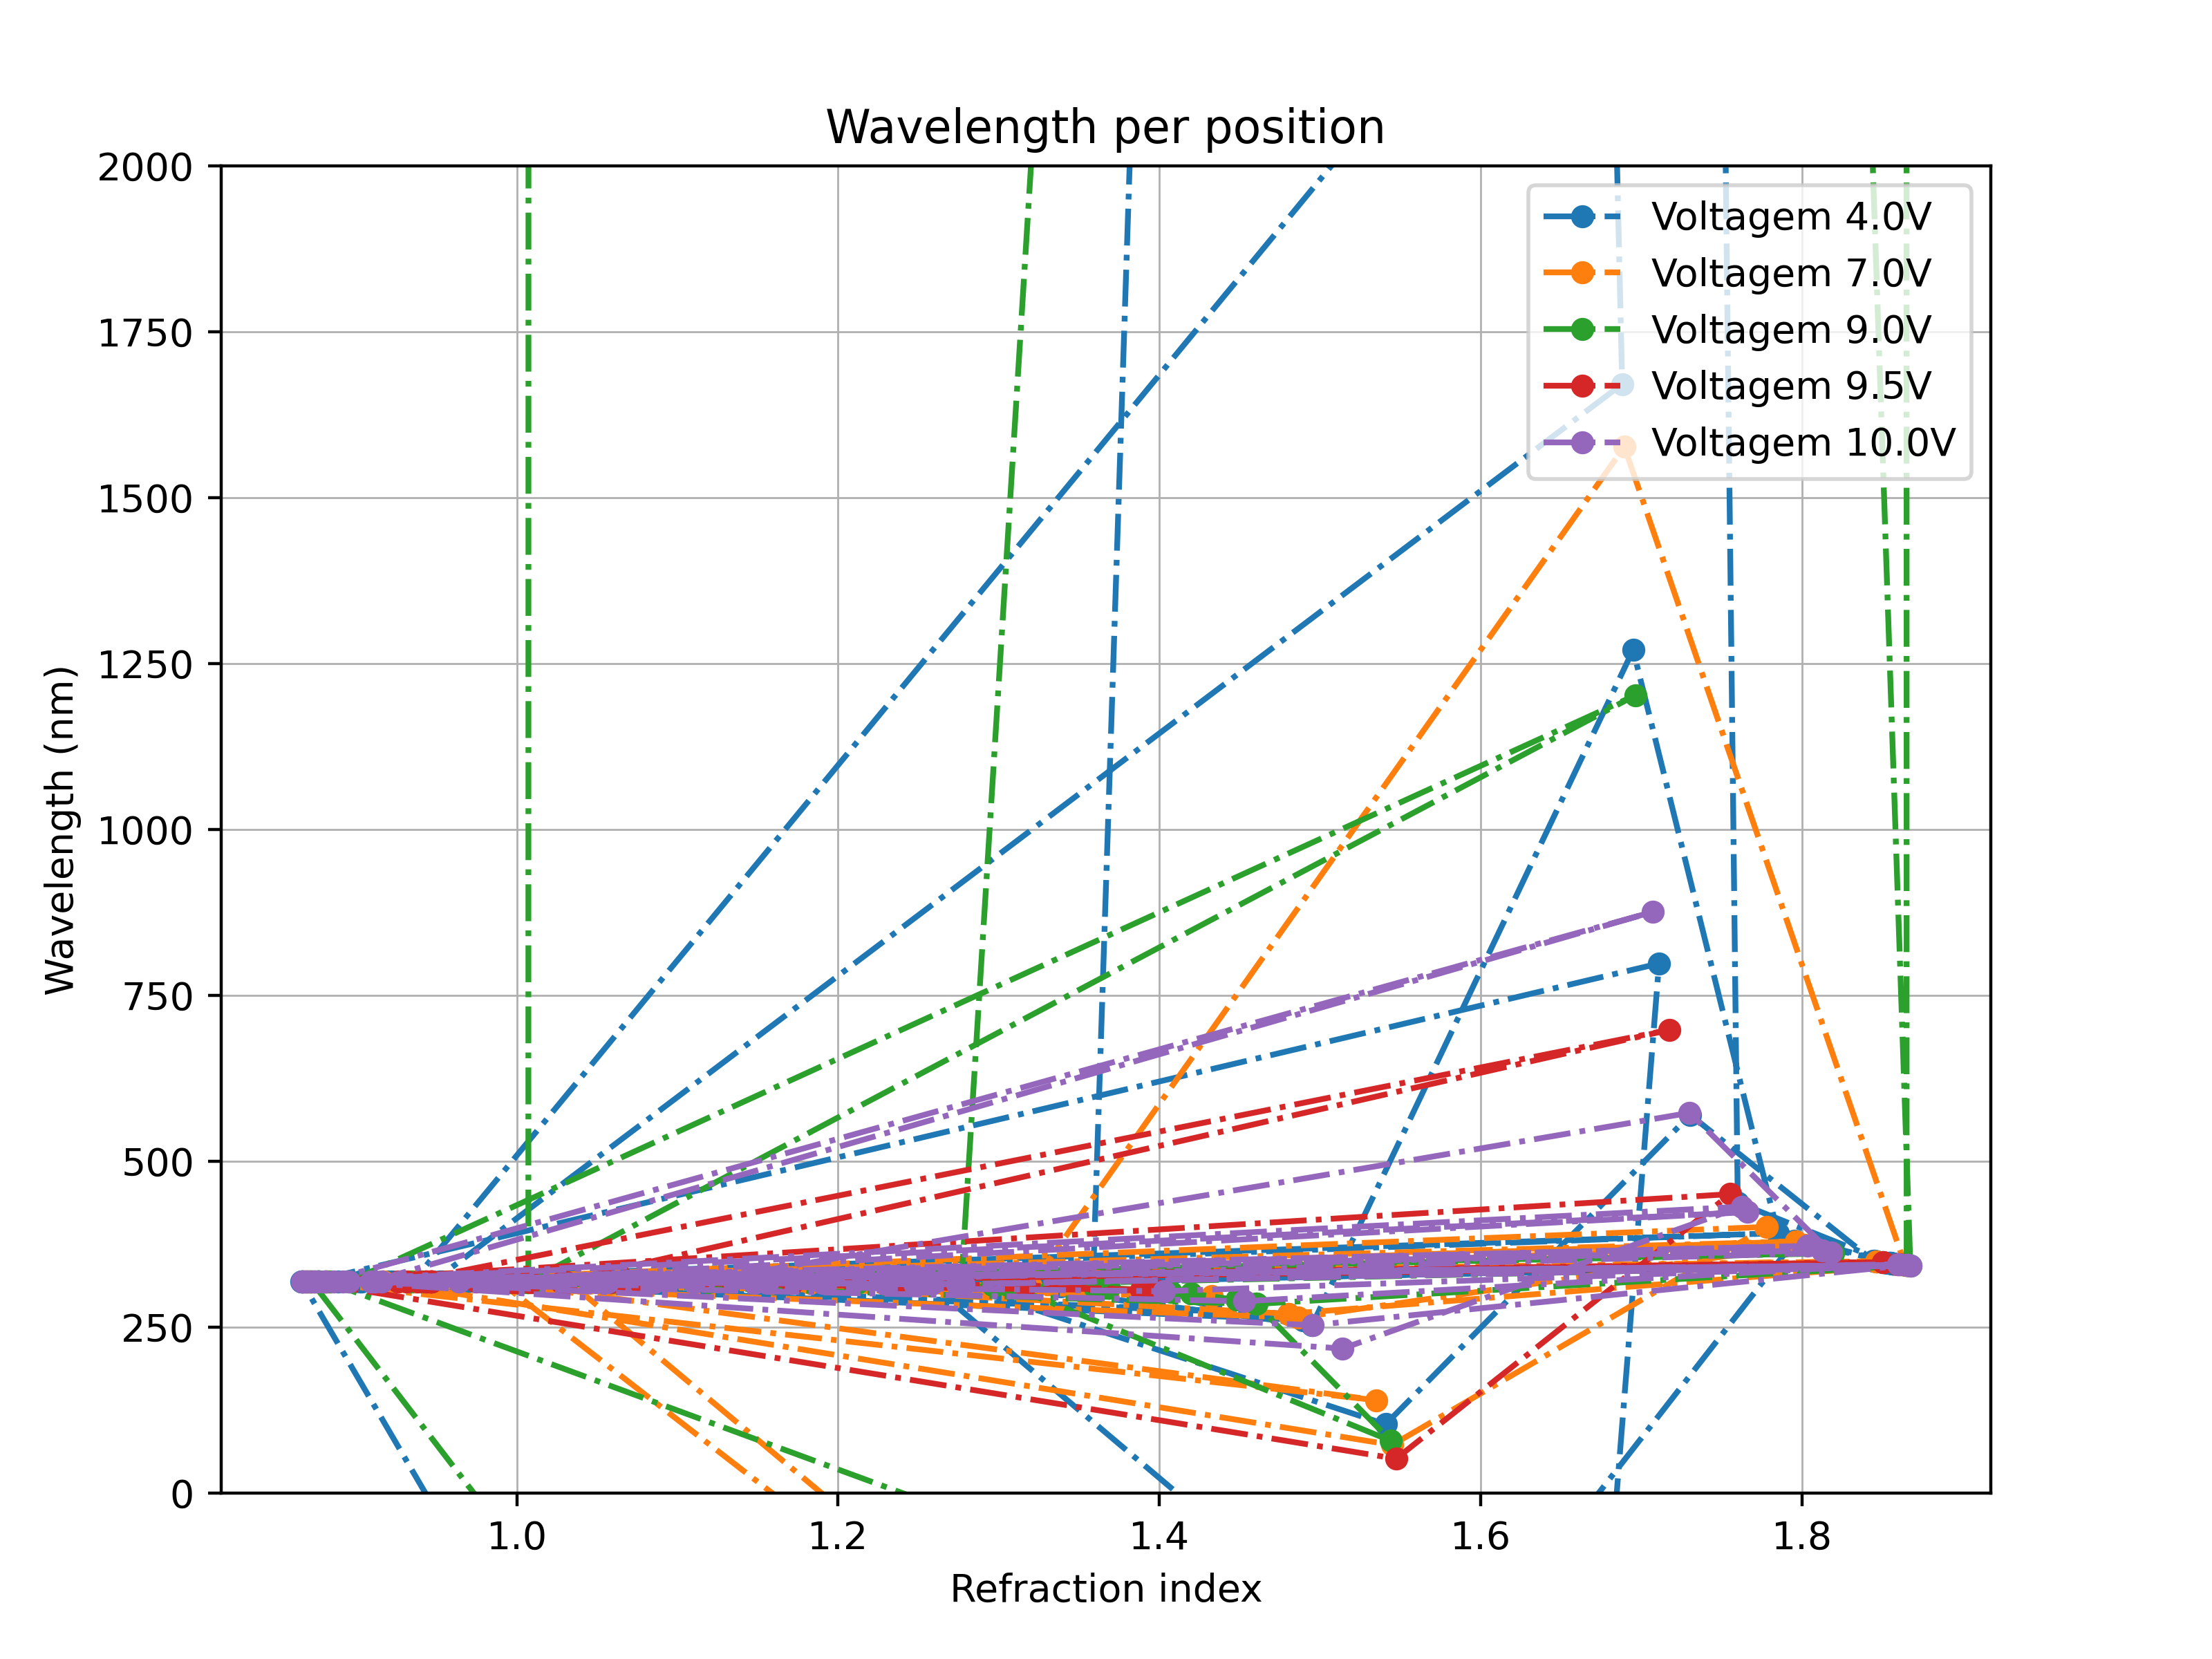 Wavelength per position
2000
1750
1500
1250
1000
750
500
250
0
Wavelength (nm)
Voltagem 4.0V
Voltagem 7.0V
Voltagem 9.0V
Voltagem 9.5V
Voltagem 10.0V
1.0 1.2 1.4 1.6 1.8
Refraction index